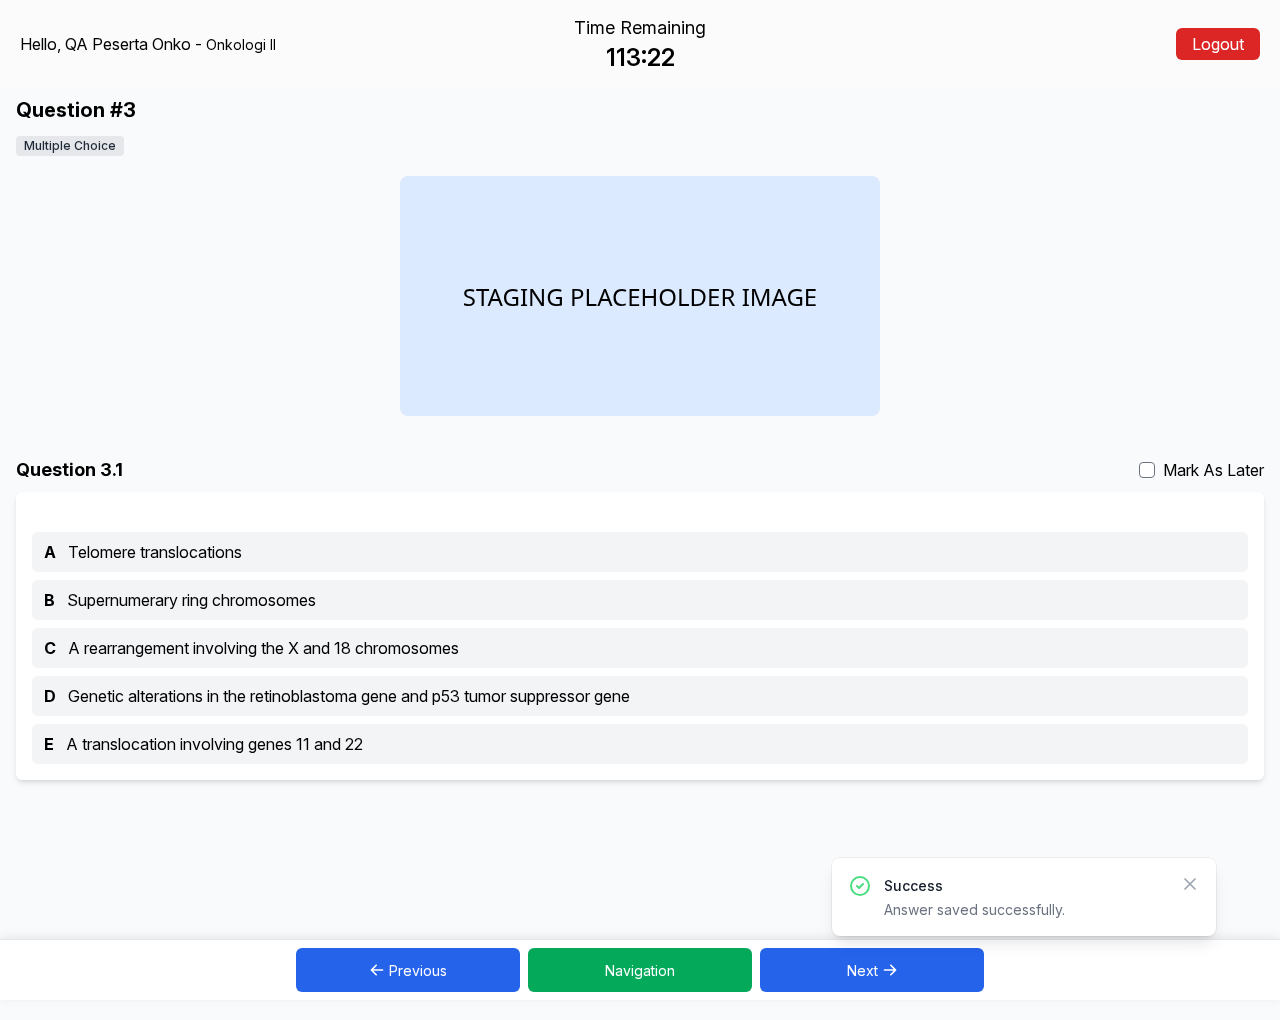 Hello, QA Peserta Onko - Onkologi II
Time Remaining
113:22
Logout
Question #3
Multiple Choice
STAGING PLACEHOLDER IMAGE
Question 3.1
Mark As Later
A Telomere translocations
B Supernumerary ring chromosomes
C A rearrangement involving the X and 18 chromosomes
D Genetic alterations in the retinoblastoma gene and p53 tumor suppressor gene
E A translocation involving genes 11 and 22
Success
Answer saved successfully.
Previous
Navigation
Next